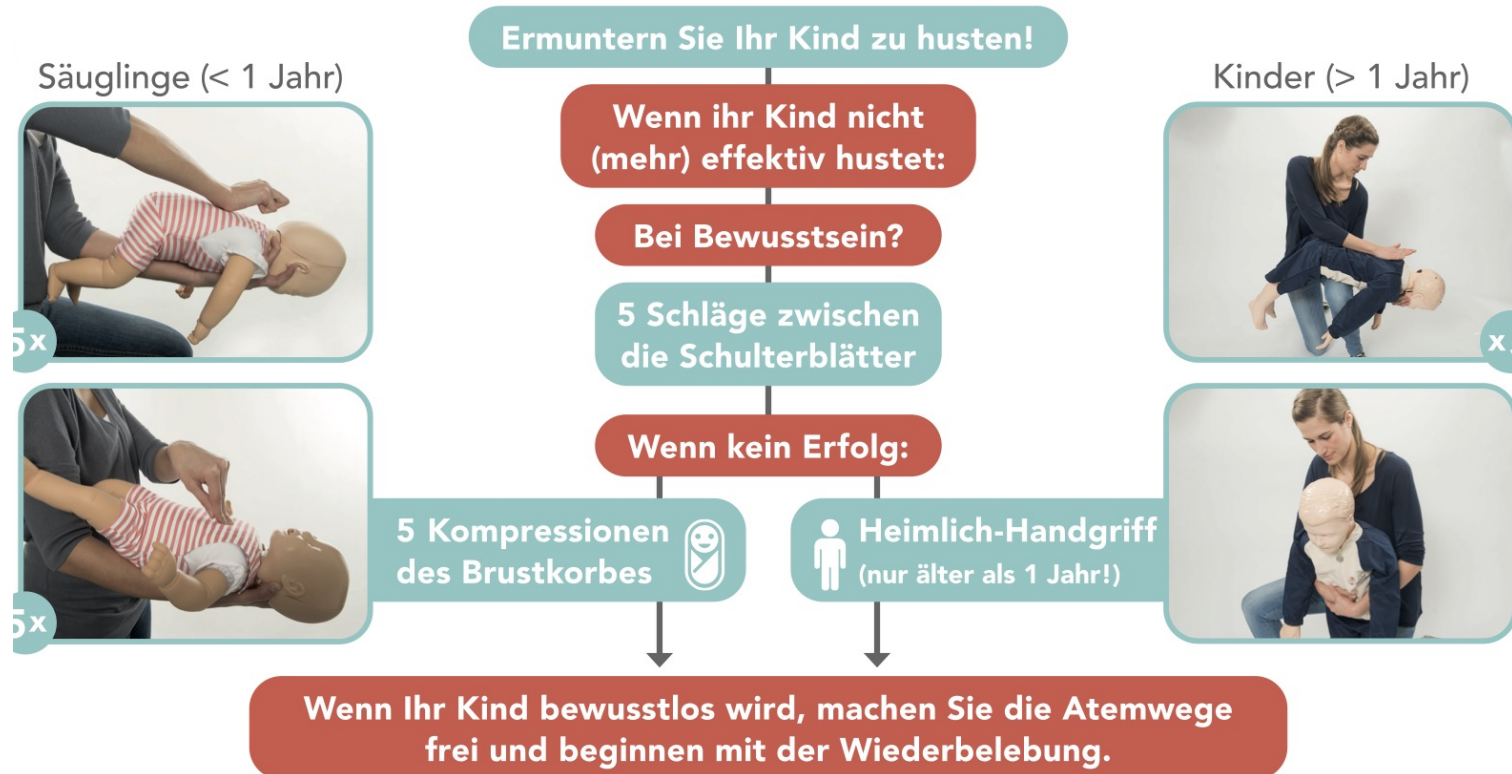 Ermuntern Sie Ihr Kind zu husten!
Säuglinge (< 1 Jahr)
Kinder (> 1 Jahr)
Wenn ihr Kind nicht
(mehr) effektiv hustet:
Bei Bewusstsein?
5 Schläge zwischen
die Schulterblätter
5x
x
Wenn kein Erfolg:
5 Kompressionen
des Brustkorbes
Heimlich-Handgriff
(nur älter als 1 Jahr!)
5x
Wenn Ihr Kind bewusstlos wird, machen Sie die Atemwege
frei und beginnen mit der Wiederbelebung.